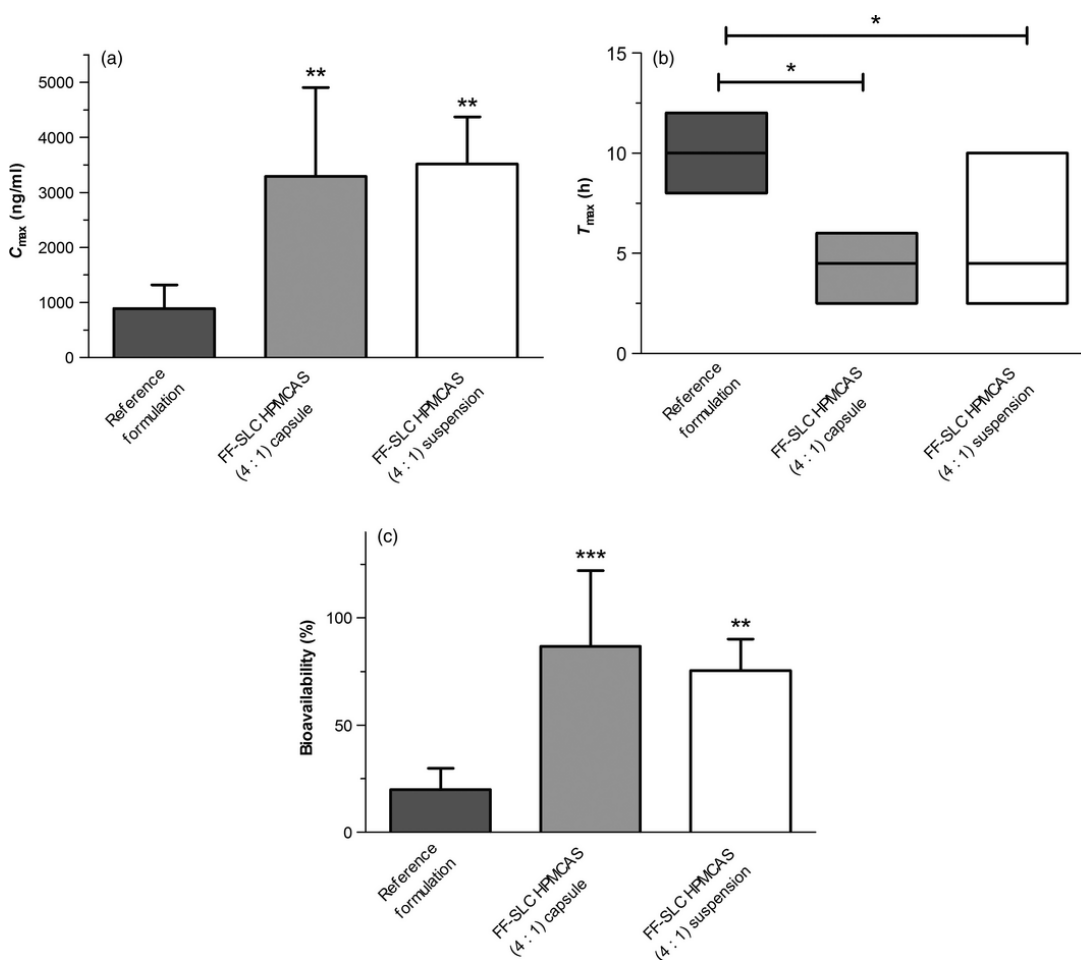 (a)
**
**
5000
4000
3000
2000
1000
0
Cmax (ng/ml)
Reference
formulation
FF-SLC HPMCAS
(4 : 1) capsule
FF-SLC HPMCAS
(4 : 1) suspension
(b)
*
*
15
10
5
0
Tmax (h)
Reference
formulation
FF-SLC HPMCAS
(4 : 1) capsule
FF-SLC HPMCAS
(4 : 1) suspension
(c)
***
**
100
50
0
Bioavailability (%)
Reference
formulation
FF-SLC HPMCAS
(4 : 1) capsule
FF-SLC HPMCAS
(4 : 1) suspension